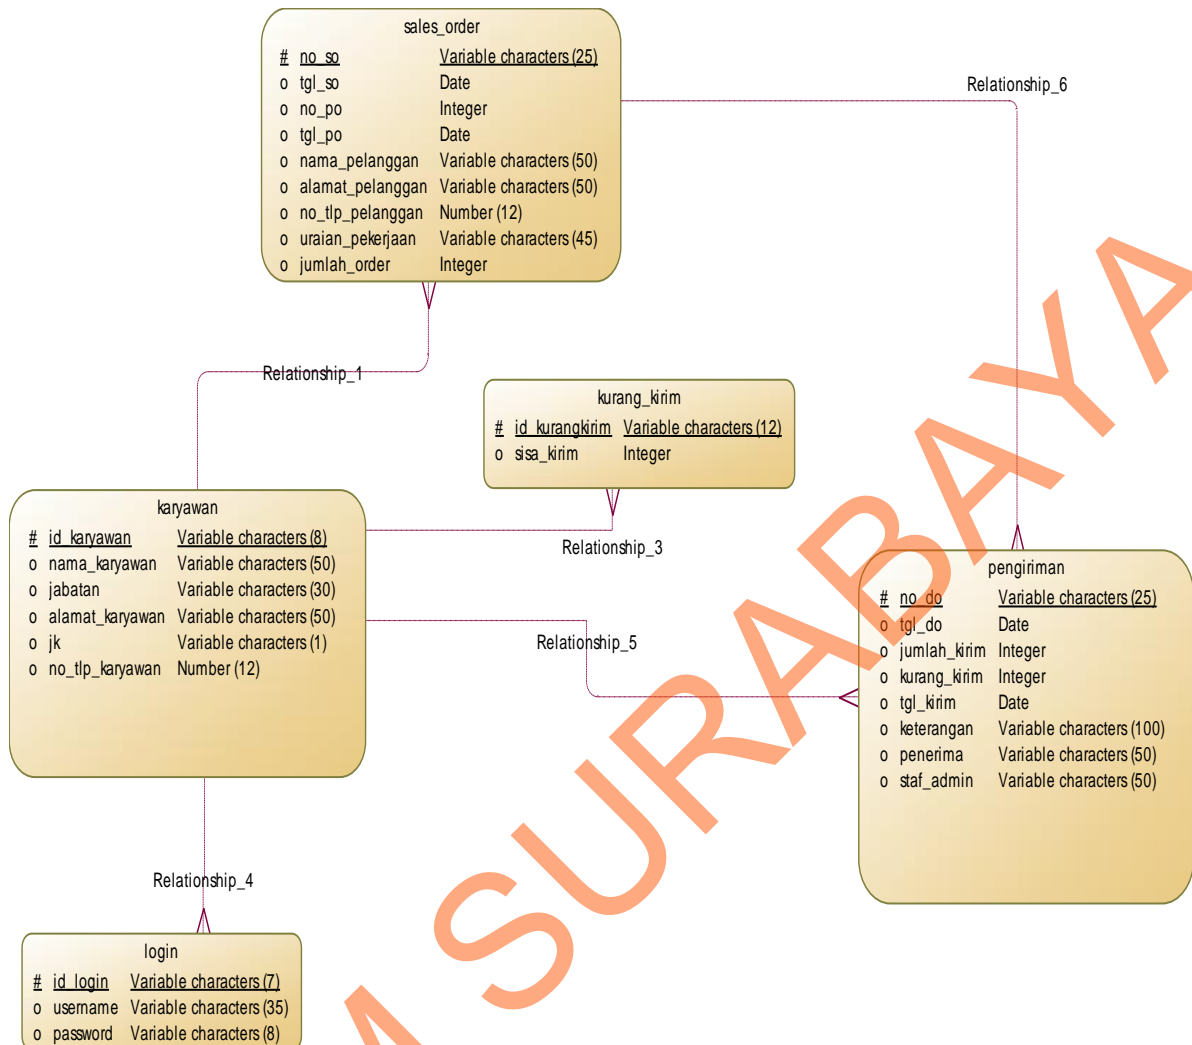 sales_order
# no_so Variable characters (25)
o tgl_so Date
o no_po Integer
o tgl_po Date
o nama_pelanggan Variable characters (50)
o alamat_pelanggan Variable characters (50)
o no_tlp_pelanggan Number (12)
o uraian_pekerjaan Variable characters (45)
o jumlah_order Integer
Relationship_6
Relationship_1
kurang_kirim
# id_kurangkirim Variable characters (12)
o sisa_kirim Integer
karyawan
# id_karyawan Variable characters (8)
o nama_karyawan Variable characters (50)
o jabatan Variable characters (30)
o alamat_karyawan Variable characters (50)
o jk Variable characters (1)
o no_tlp_karyawan Number (12)
Relationship_3
Relationship_5
pengiriman
# no_do Variable characters (25)
o tgl_do Date
o jumlah_kirim Integer
o kurang_kirim Integer
o tgl_kirim Date
o keterangan Variable characters (100)
o penerima Variable characters (50)
o staf_admin Variable characters (50)
Relationship_4
login
# id_login Variable characters (7)
o username Variable characters (35)
o password Variable characters (8)
M SURABAYA